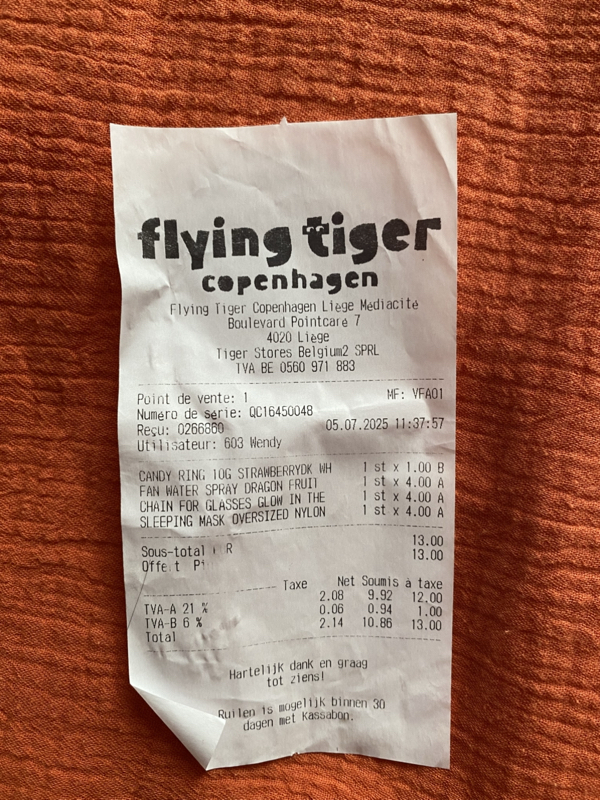 flying tiger
copenhagen
Flying Tiger Copenhagen Liège Médiacité
Boulevard Pointcaré 7
4020 Liège
Tiger Stores Belgium2 SPRL
TVA BE 0560 971 883
Point de vente: 1 MF: VFA01
Numéro de série: QC16450048
Reçu: 0266860 05.07.2025 11:37:57
Utilisateur: 603 Wendy
CANDY RING 10G STRAWBERRYDK WH 1 st x 1.00 B
FAN WATER SPRAY DRAGON FRUIT 1 st x 4.00 A
CHAIN FOR GLASSES GLOW IN THE 1 st x 4.00 A
SLEEPING MASK OVERSIZED NYLON 1 st x 4.00 A
Sous-total 13.00
13.00
Taxe Net Soumis à taxe
TVA-A 21 % 2.08 9.92 12.00
TVA-B 6 % 0.06 0.94 1.00
Total 2.14 10.86 13.00
Hartelijk dank en graag
tot ziens!
Ruilen is mogelijk binnen 30
dagen met Kassabon.